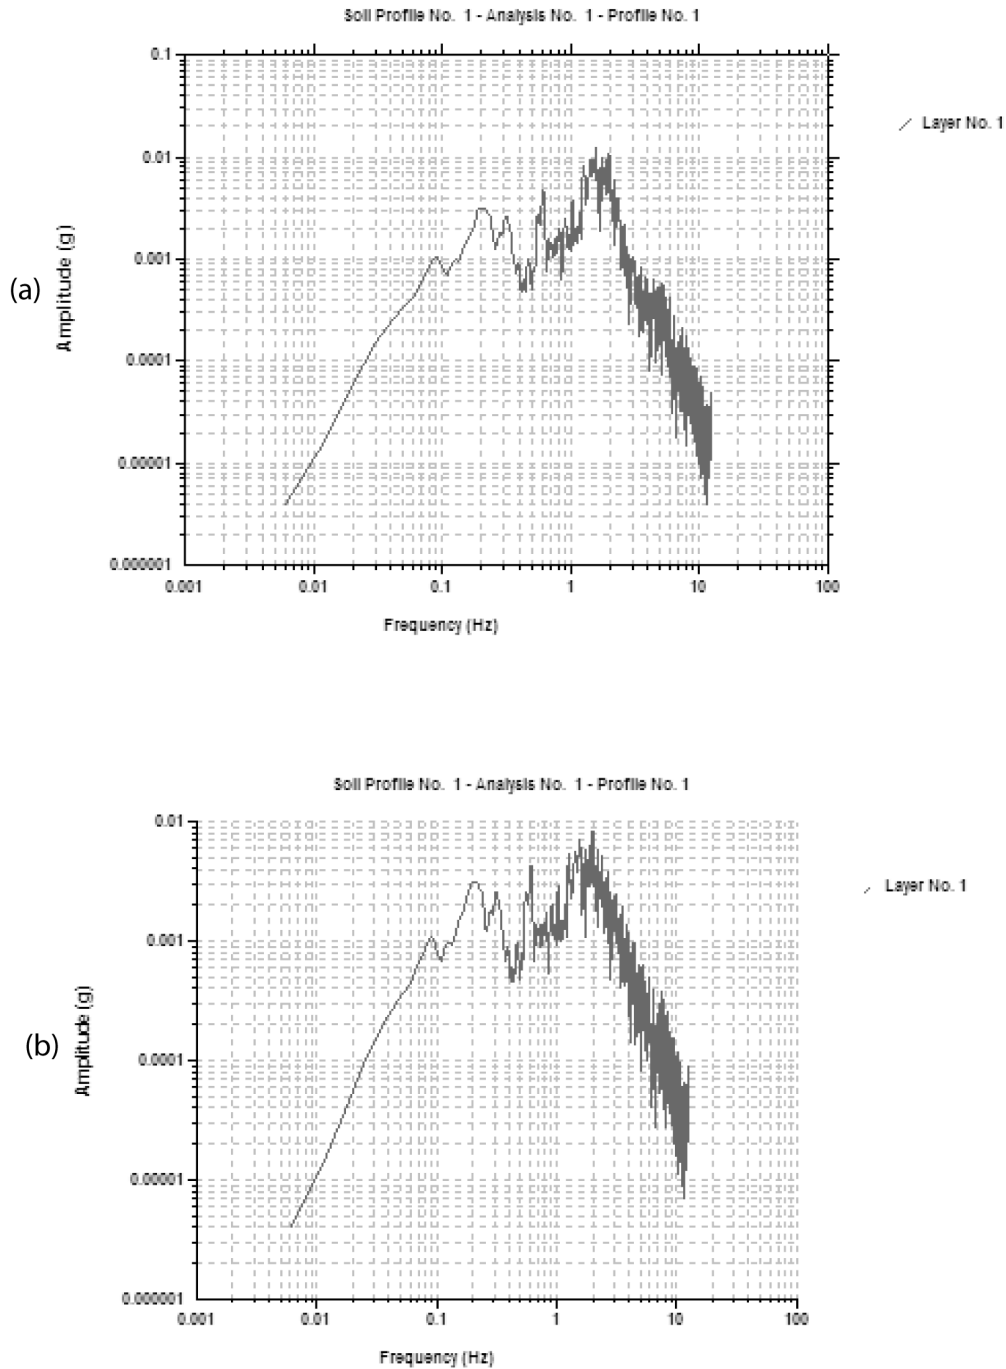 Soil Profile No. 1 - Analysis No. 1 - Profile No. 1
0.1
Layer No. 1
0.01
0.001
(a)
Amplitude (g)
0.0001
0.00001
0.000001
0.001 0.01 0.1 1 10 100
Frequency (Hz)
Soil Profile No. 1 - Analysis No. 1 - Profile No. 1
0.01
Layer No. 1
0.001
(b)
Amplitude (g)
0.0001
0.00001
0.000001
0.001 0.01 0.1 1 10 100
Frequency (Hz)